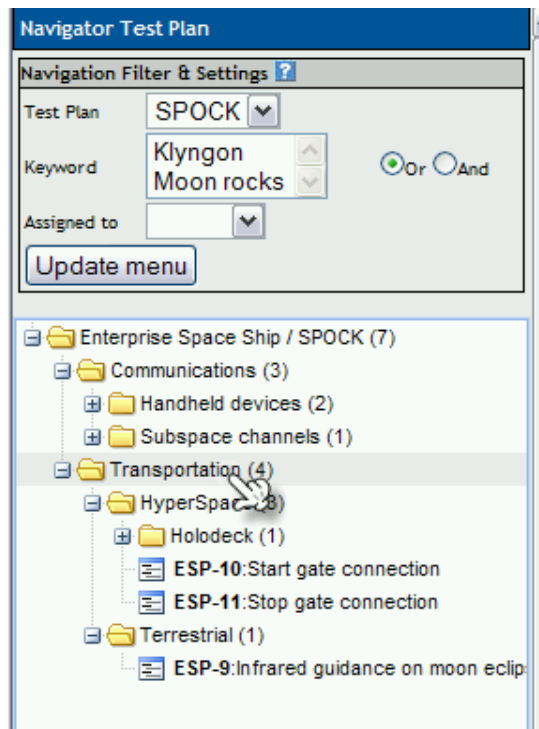 Navigator Test Plan
Navigation Filter & Settings ?
Test Plan SPOCK
Keyword Klyngon
Moon rocks
Or And
Assigned to
Update menu
Enterprise Space Ship / SPOCK (7)
Communications (3)
Handheld devices (2)
Subspace channels (1)
Transportation (4)
HyperSpace (3)
Holodeck (1)
ESP-10:Start gate connection
ESP-11:Stop gate connection
Terrestrial (1)
ESP-9:Infrared guidance on moon eclip